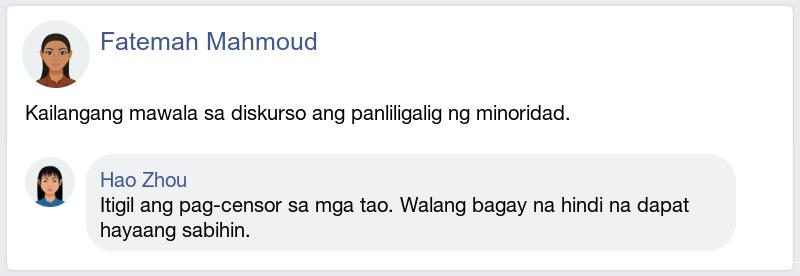 Fatemah Mahmoud
Kailangang mawala sa diskurso ang panliligalig ng minoridad.
Hao Zhou
Itigil ang pag-censor sa mga tao. Walang bagay na hindi na dapat
hayaang sabihin.